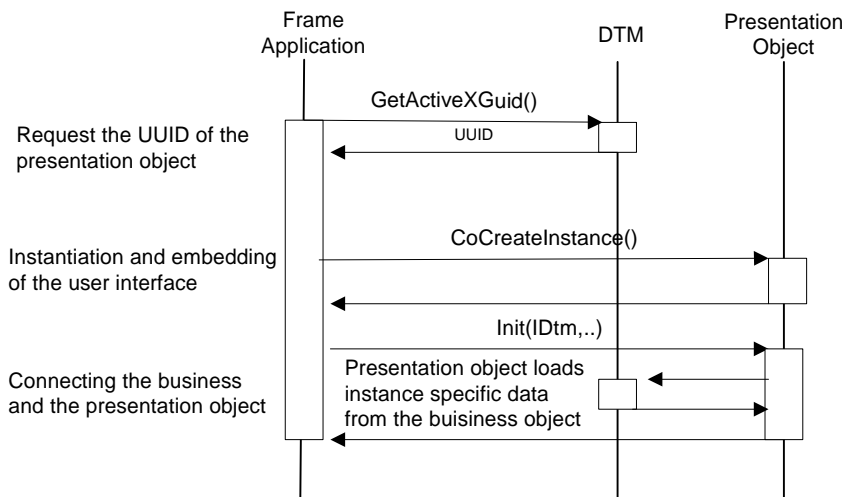 Frame
Application
DTM
Presentation
Object
GetActiveXGuid()
Request the UUID of the
presentation object
UUID
CoCreateInstance()
Instantiation and embedding
of the user interface
Init(IDtm,..)
Connecting the business
and the presentation object
Presentation object loads
instance specific data
from the buisiness object